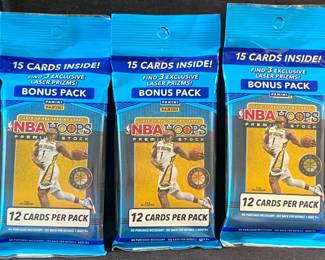 15 CARDS INSIDE!
FIND 3 EXCLUSIVE
LASER PRIZMS!
BONUS PACK
PANINI
PANINI
NBA HOOPS
PREMIUM STOCK
12 CARDS PER PACK
15 CARDS INSIDE!
FIND 3 EXCLUSIVE
LASER PRIZMS!
BONUS PACK
PANINI
PANINI
NBA HOOPS
PREMIUM STOCK
12 CARDS PER PACK
15 CARDS INSIDE!
FIND 3 EXCLUSIVE
LASER PRIZMS!
BONUS PACK
PANINI
NBA HOOPS
PREMIUM STOCK
12 CARDS PER PACK